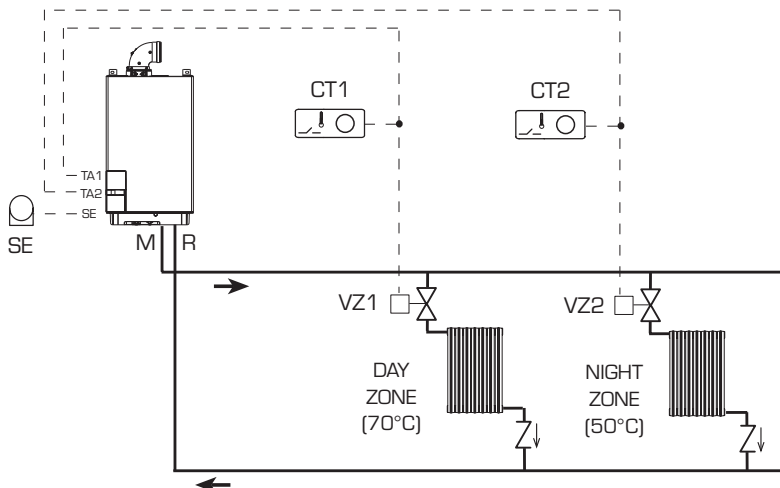 CT1
CT2
TA1
TA2
SE
SE
M R
VZ1
VZ2
DAY
ZONE
(70°C)
NIGHT
ZONE
(50°C)